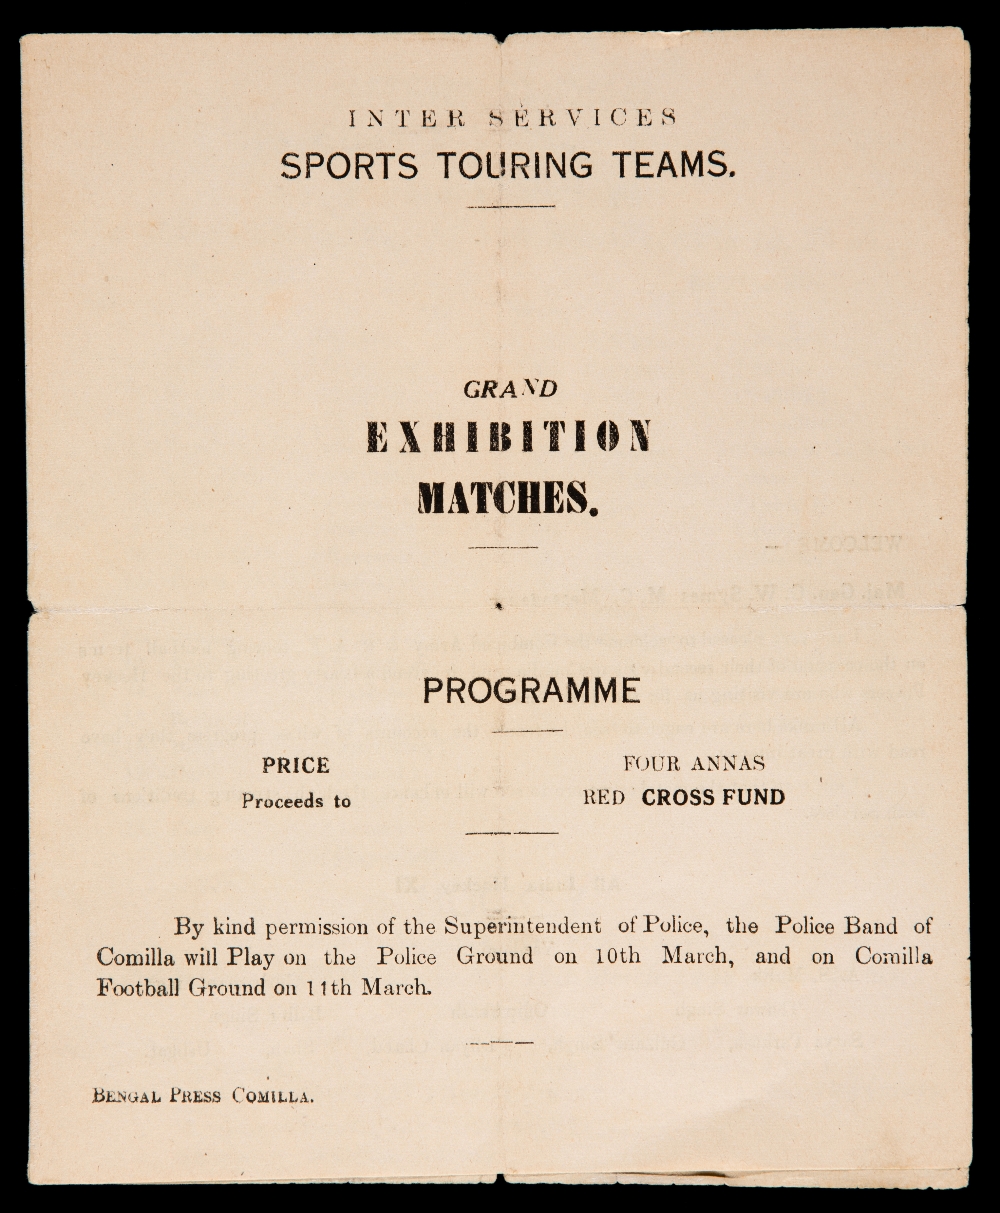 INTER SERVICES
SPORTS TOURING TEAMS.
GRAND
EXHIBITION
MATCHES.
PROGRAMME
PRICE FOUR ANNAS
Proceeds to RED CROSS FUND
By kind permission of the Superintendent of Police, the Police Band of
Comilla will Play on the Police Ground on 10th March, and on Comilla
Football Ground on 11th March.
BENGAL PRESS COMILLA.